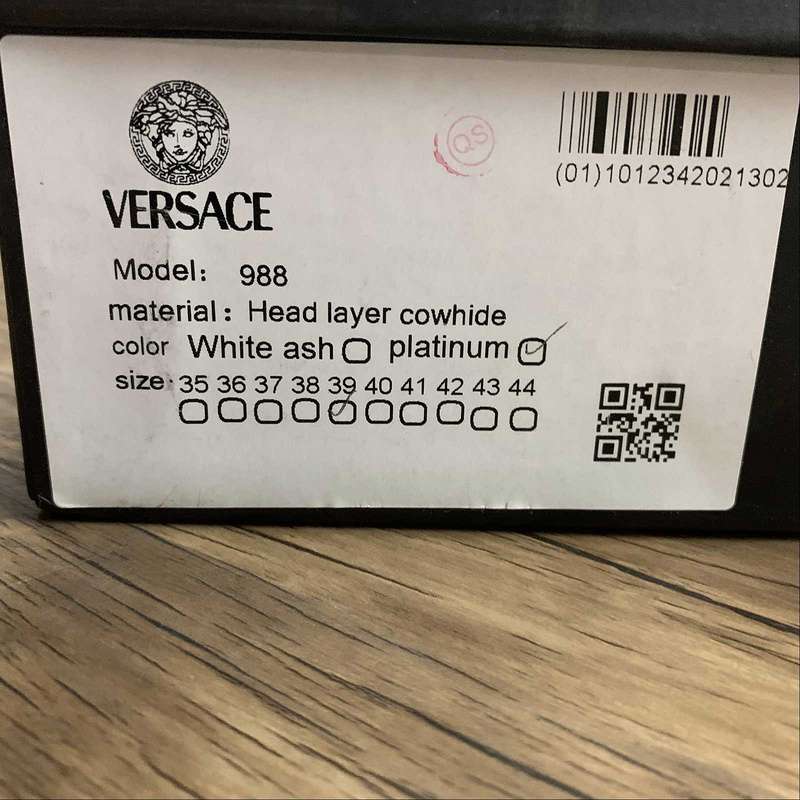 VERSACE
QS
(01)1012342021302
Model: 988
material: Head layer cowhide
color White ash platinum
size: 35 36 37 38 39 40 41 42 43 44